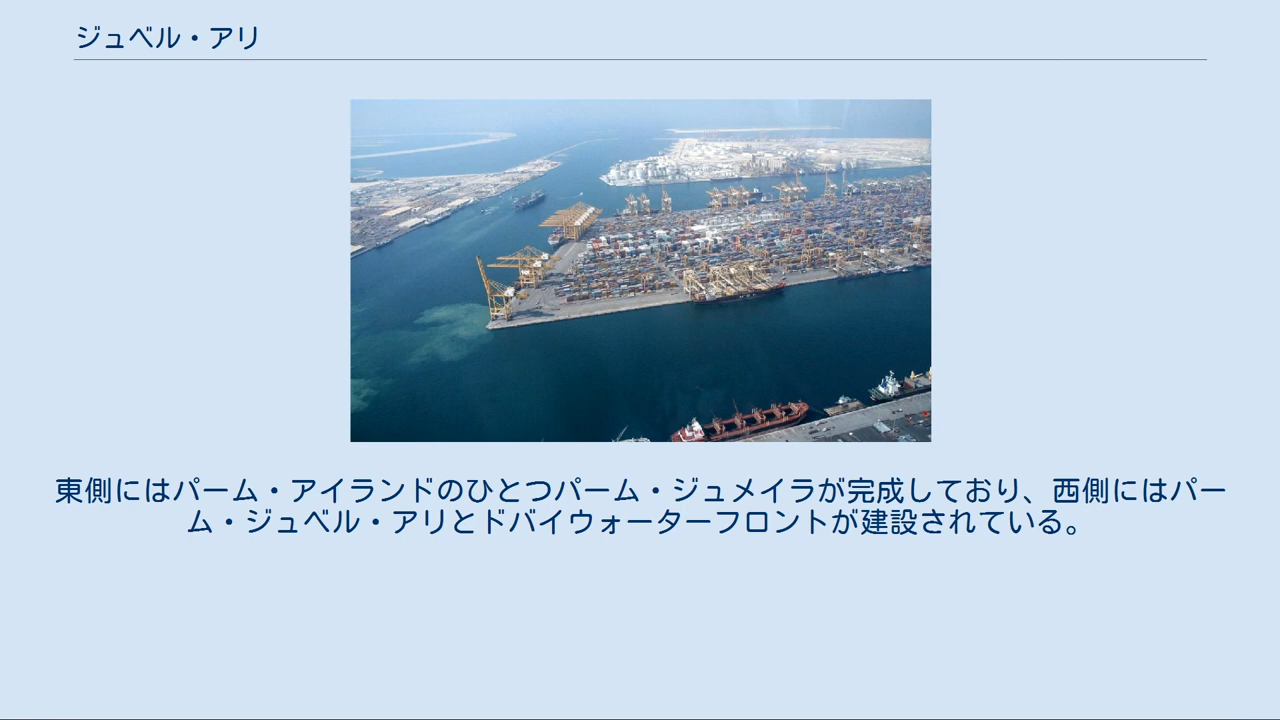 ジュベル・アリ
東側にはパーム・アイランドのひとつパーム・ジュメイラが完成しており、西側にはパー
ム・ジュベル・アリとドバイウォーターフロントが建設されている。